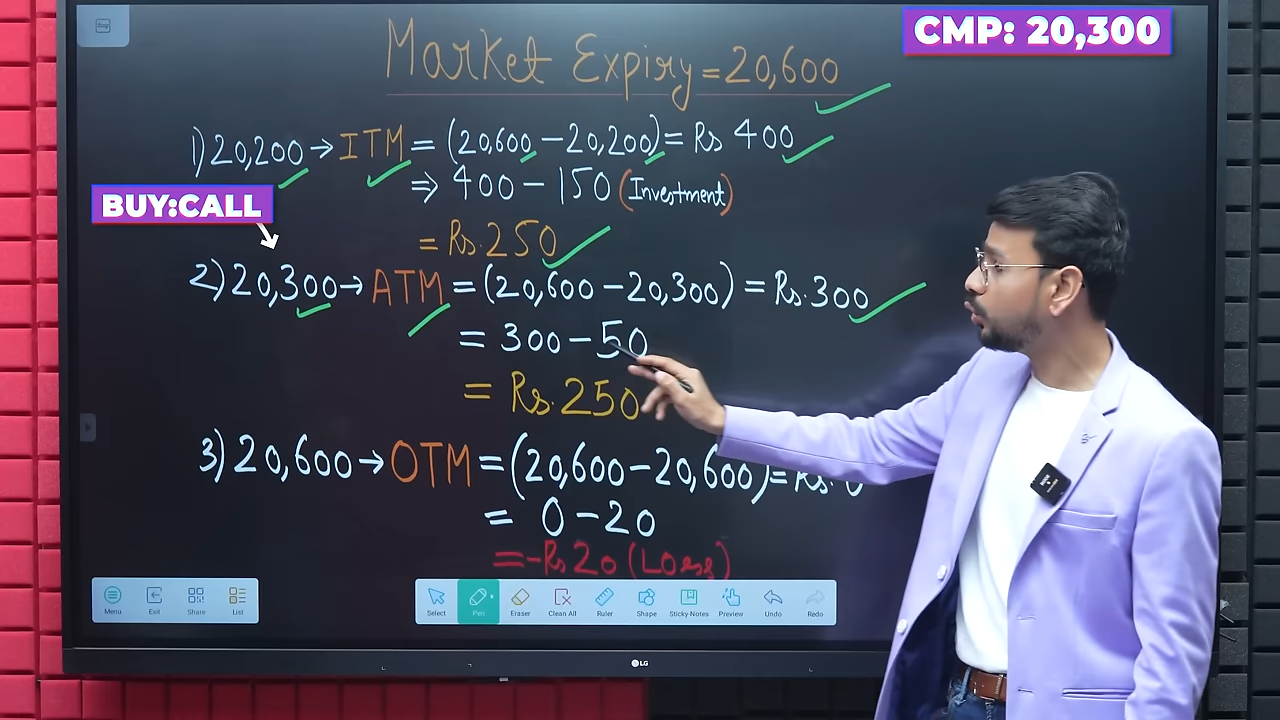 CMP: 20,300
Market Expiry = 20,600
1) 20,200 → ITM = (20,600 - 20,200) = Rs 400
⇒ 400 - 150 (Investment)
BUY:CALL
= Rs. 250
2) 20,300 → ATM = (20,600 - 20,300) = Rs. 300
= 300 - 50
= Rs. 250
3) 20,600 → OTM = (20,600 - 20,600) = Rs. 0
= 0 - 20
= -Rs 20 (Loss)
Menu Exit Share List Select Pen Eraser Clean All Ruler Shape Sticky-Notes Preview Undo Redo
LG